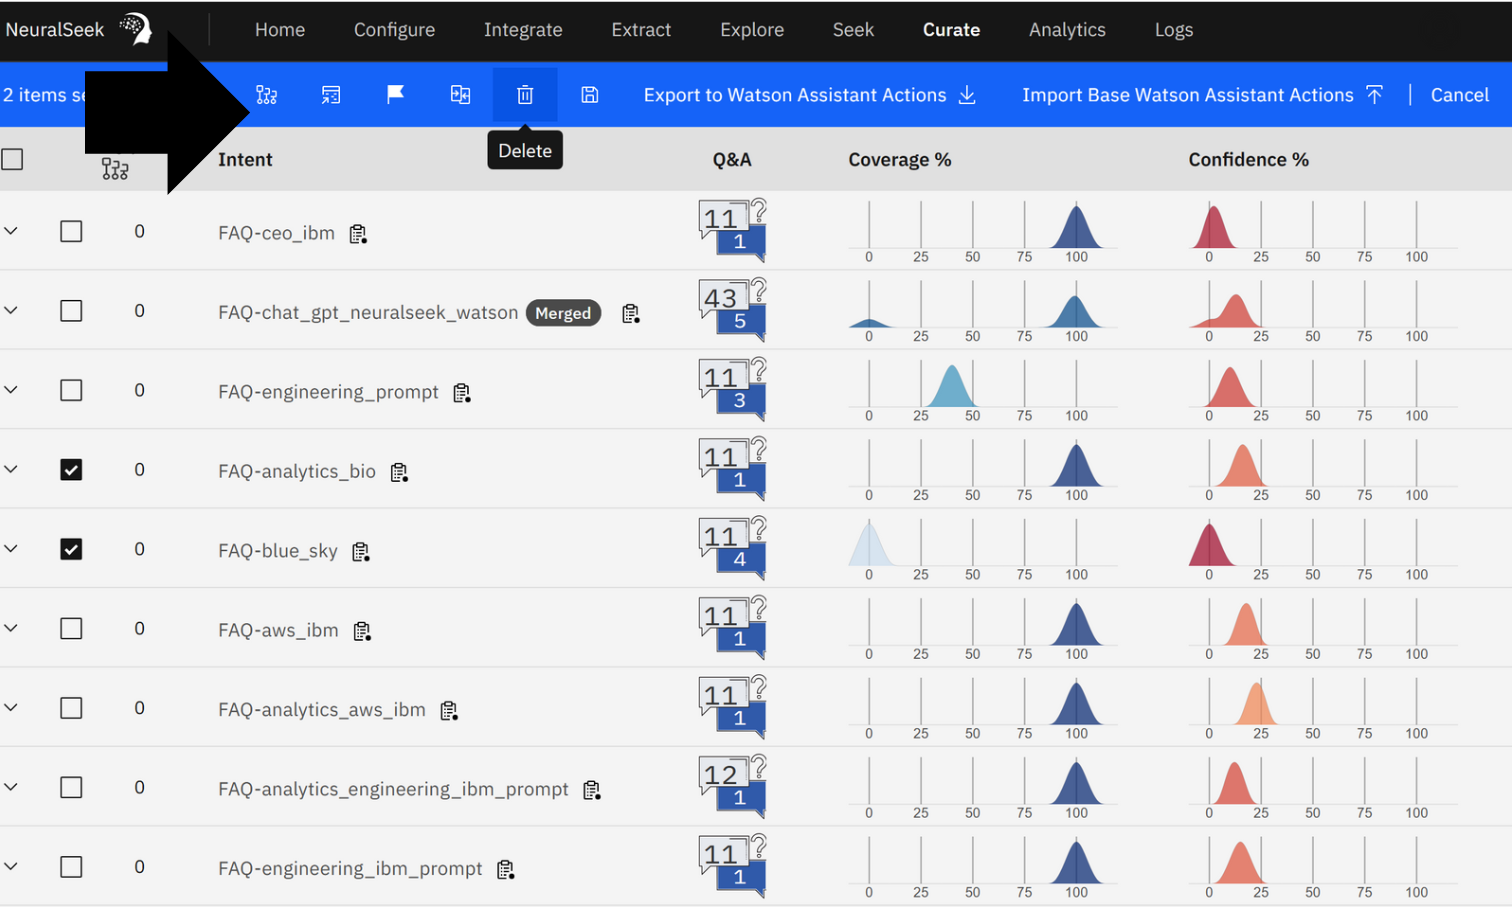 NeuralSeek Home Configure Integrate Extract Explore Seek Curate Analytics Logs
2 items Export to Watson Assistant Actions Import Base Watson Assistant Actions | Cancel
Delete
Intent Q&A Coverage % Confidence %
0 FAQ-ceo_ibm 11 ? 1
0 25 50 75 100 0 25 50 75 100
0 FAQ-chat_gpt_neuralseek_watson Merged 43 ? 5
0 25 50 75 100 0 25 50 75 100
0 FAQ-engineering_prompt 11 ? 3
0 25 50 75 100 0 25 50 75 100
0 FAQ-analytics_bio 11 ? 1
0 25 50 75 100 0 25 50 75 100
0 FAQ-blue_sky 11 ? 4
0 25 50 75 100 0 25 50 75 100
0 FAQ-aws_ibm 11 ? 1
0 25 50 75 100 0 25 50 75 100
0 FAQ-analytics_aws_ibm 11 ? 1
0 25 50 75 100 0 25 50 75 100
0 FAQ-analytics_engineering_ibm_prompt 12 ? 1
0 25 50 75 100 0 25 50 75 100
0 FAQ-engineering_ibm_prompt 11 ? 1
0 25 50 75 100 0 25 50 75 100